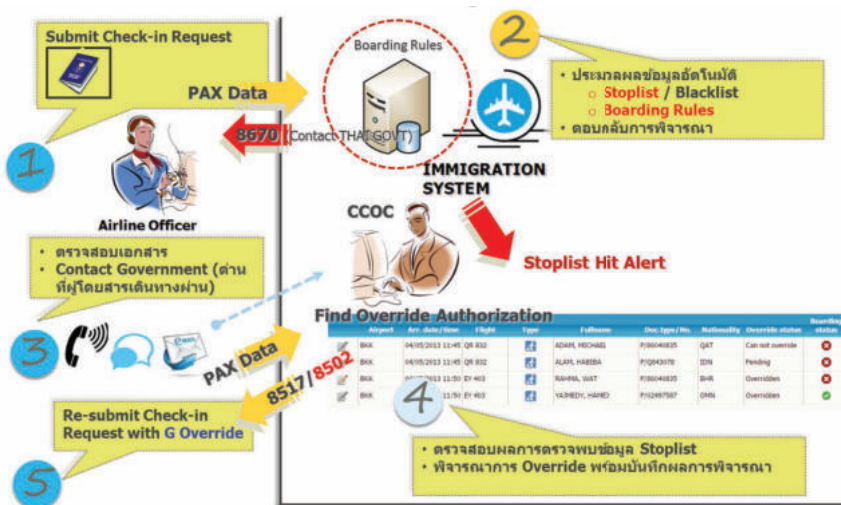 Submit Check-in Request
1
PAX Data
8670 (Contact THAI GOVT)
Airline Officer
Boarding Rules
IMMIGRATION
SYSTEM
2
• ประมวลผลข้อมูลอัตโนมัติ
o Stoplist / Blacklist
o Boarding Rules
• ตอบกลับการพิจารณา
CCOC
Stoplist Hit Alert
• ตรวจสอบเอกสาร
• Contact Government (ด่าน
ที่ผู้โดยสารเดินทางผ่าน)
3
PAX Data
8517/8502
Find Override Authorization
Airport Arr. date/time Flight Type Fullname Doc.type/No. Nationality Override status Boarding status
BKK 04/05/2013 11:45 QR 832 ADAM, MICHAEL P/86040835 QAT Can not override
BKK 04/05/2013 11:45 QR 832 ALAM, HABIBA IDN Pending
BKK 11:50 EY 403 RAHMA, WAT P/86040835 BHR Overridden
BKK 11:50 EY 403 OMN Overridden
4
• ตรวจสอบผลการตรวจพบข้อมูล Stoplist
• พิจารณาการ Override พร้อมบันทึกผลการพิจารณา
Re-submit Check-in
Request with G Override
5